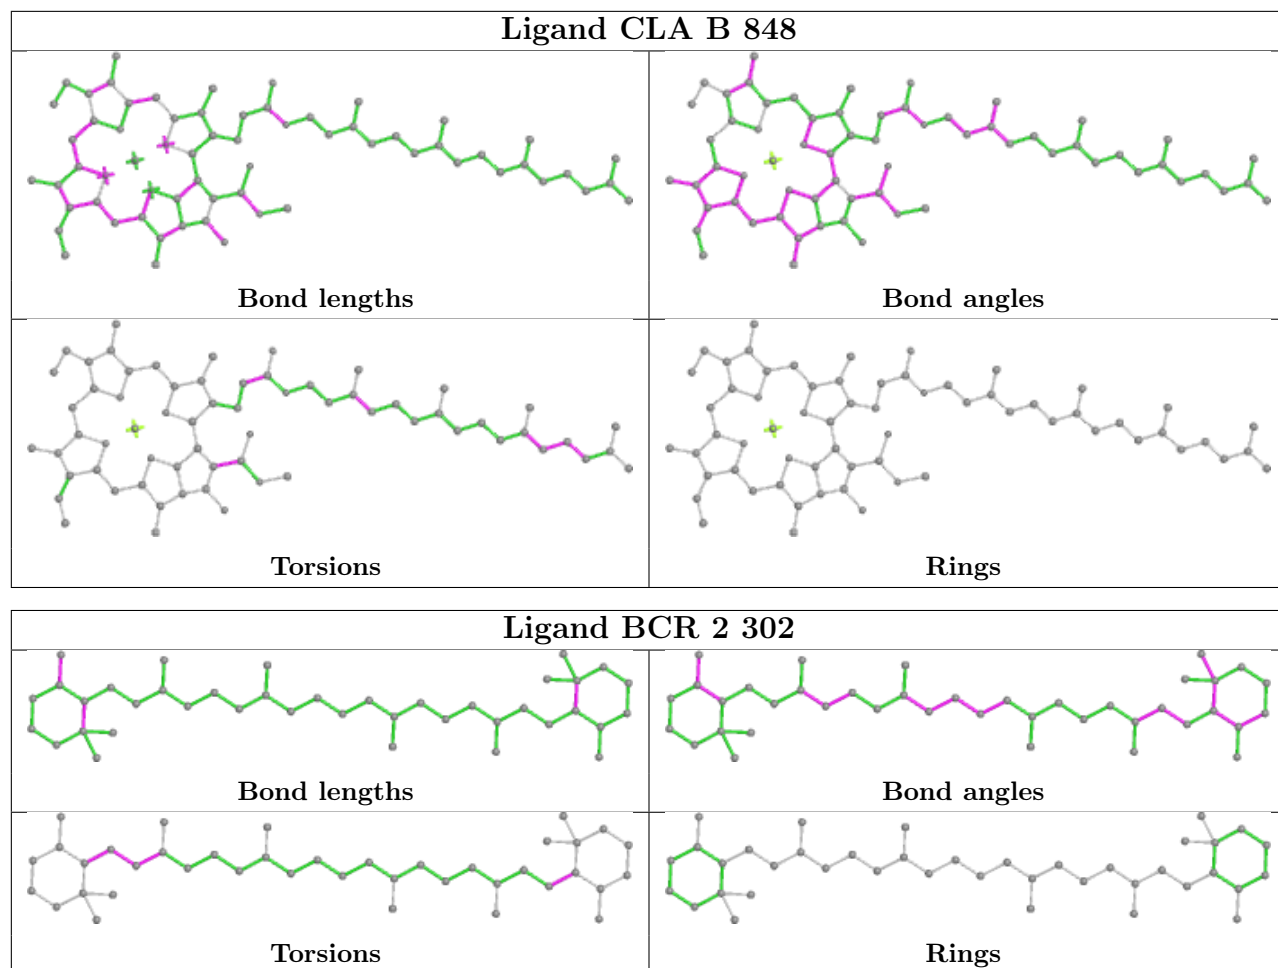 Ligand CLA B 848
Bond lengths
Bond angles
Torsions
Rings
Ligand BCR 2 302
Bond lengths
Bond angles
Torsions
Rings